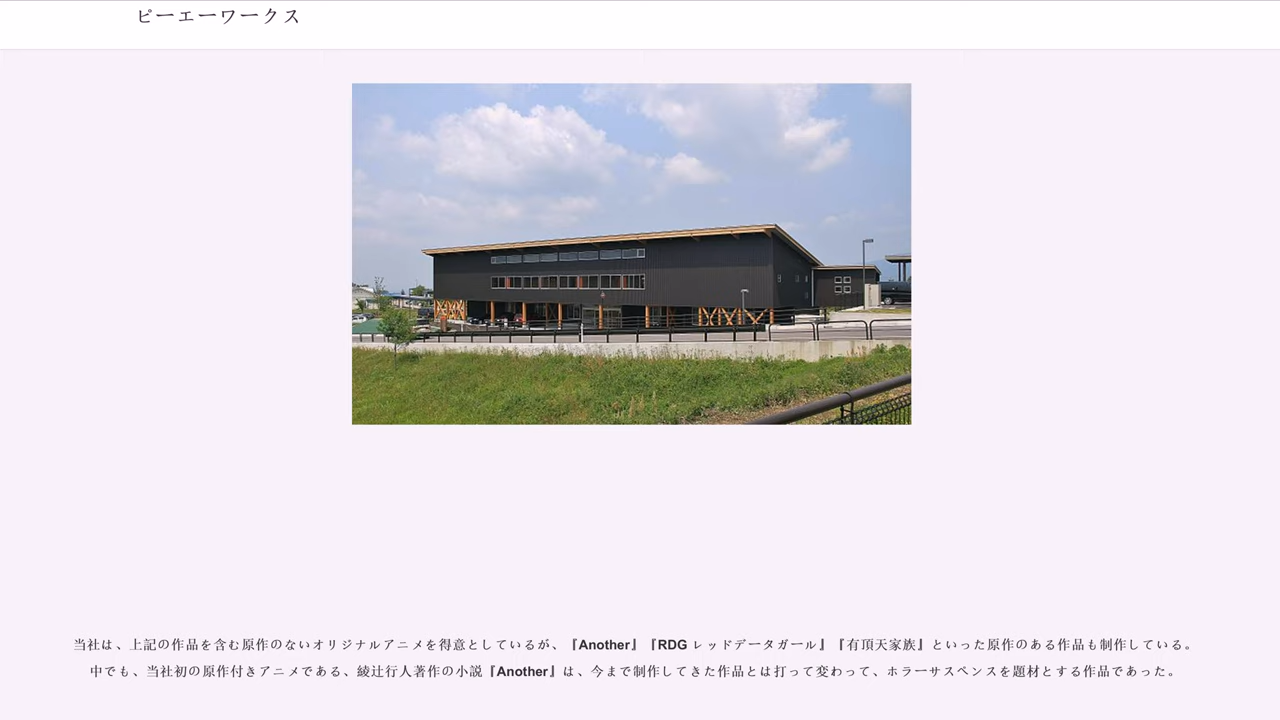 ピーエーワークス
当社は、上記の作品を含む原作のないオリジナルアニメを得意としているが、『Another』『RDG レッドデータガール』『有頂天家族』といった原作のある作品も制作している。
中でも、当社初の原作付きアニメである、綾辻行人著作の小説『Another』は、今まで制作してきた作品とは打って変わって、ホラーサスペンスを題材とする作品であった。